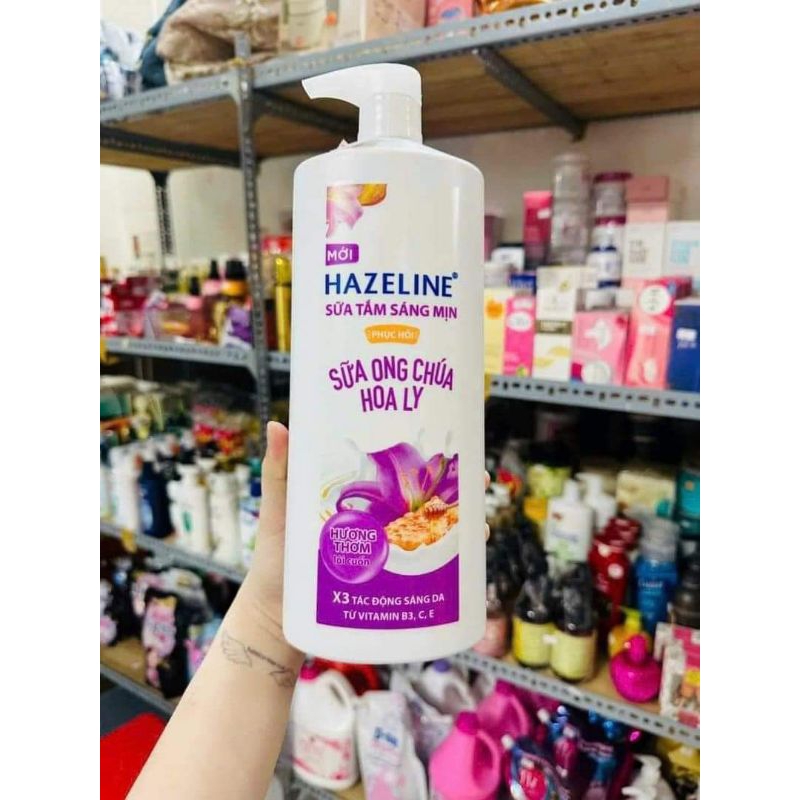 MỚI
HAZELINE®
SỮA TẮM SÁNG MỊN
PHỤC HỒI
SỮA ONG CHÚA
HOA LY
HƯƠNG
THƠM
lôi cuốn
X3 TÁC ĐỘNG SÁNG DA
TỪ VITAMIN B3, C, E